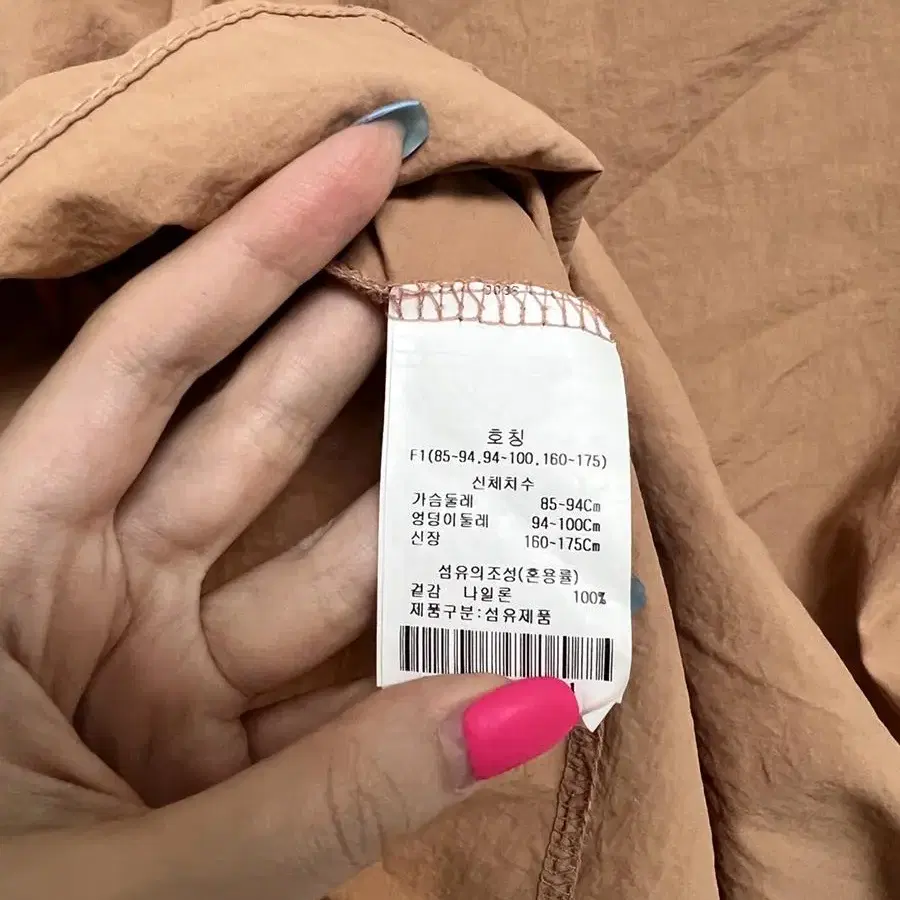 호칭
F1(85~94.94~100.160~175)
신체치수
가슴둘레 85~94Cm
엉덩이둘레 94~100Cm
신장 160~175Cm
섬유의조성(혼용률)
겉감 나일론 100%
제품구분:섬유제품